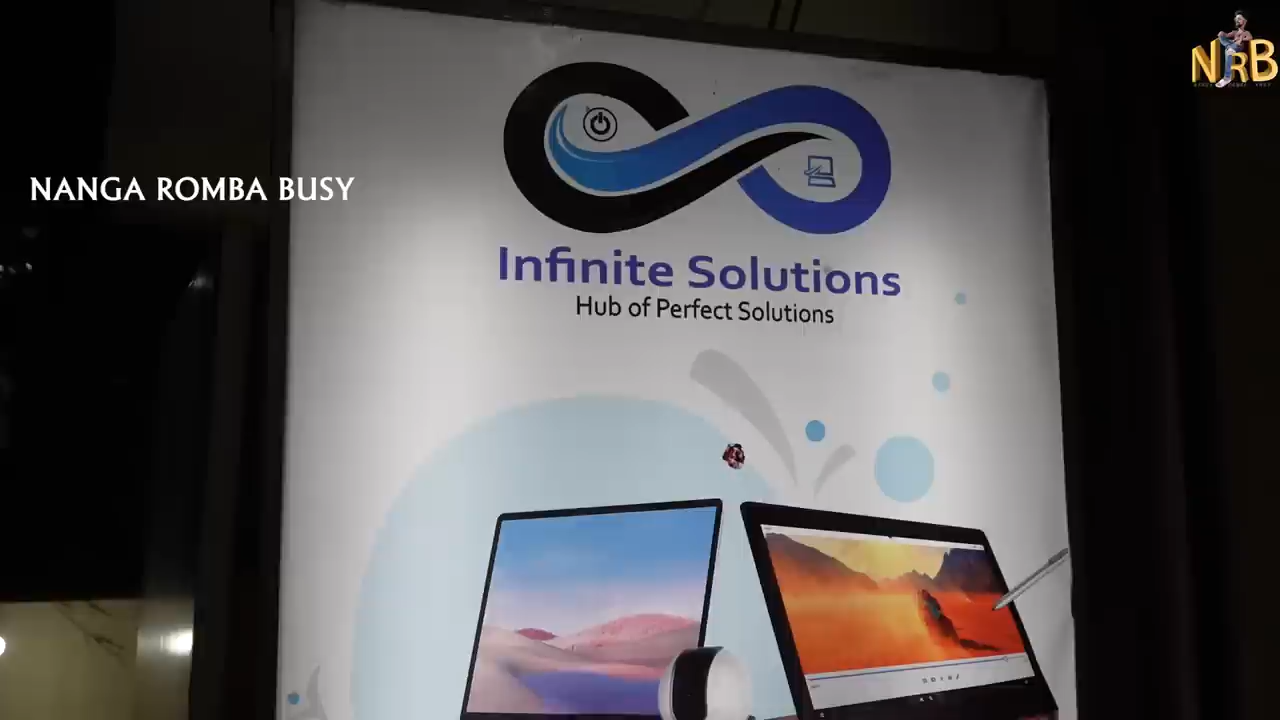 NANGA ROMBA BUSY
NRB
Infinite Solutions
Hub of Perfect Solutions